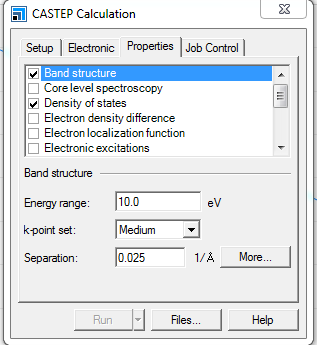 CASTEP Calculation
Setup Electronic Properties Job Control
Band structure
Core level spectroscopy
Density of states
Electron density difference
Electron localization function
Electronic excitations
Band structure
Energy range: 10.0 eV
k-point set: Medium
Separation: 0.025 1/Å More...
Run Files... Help